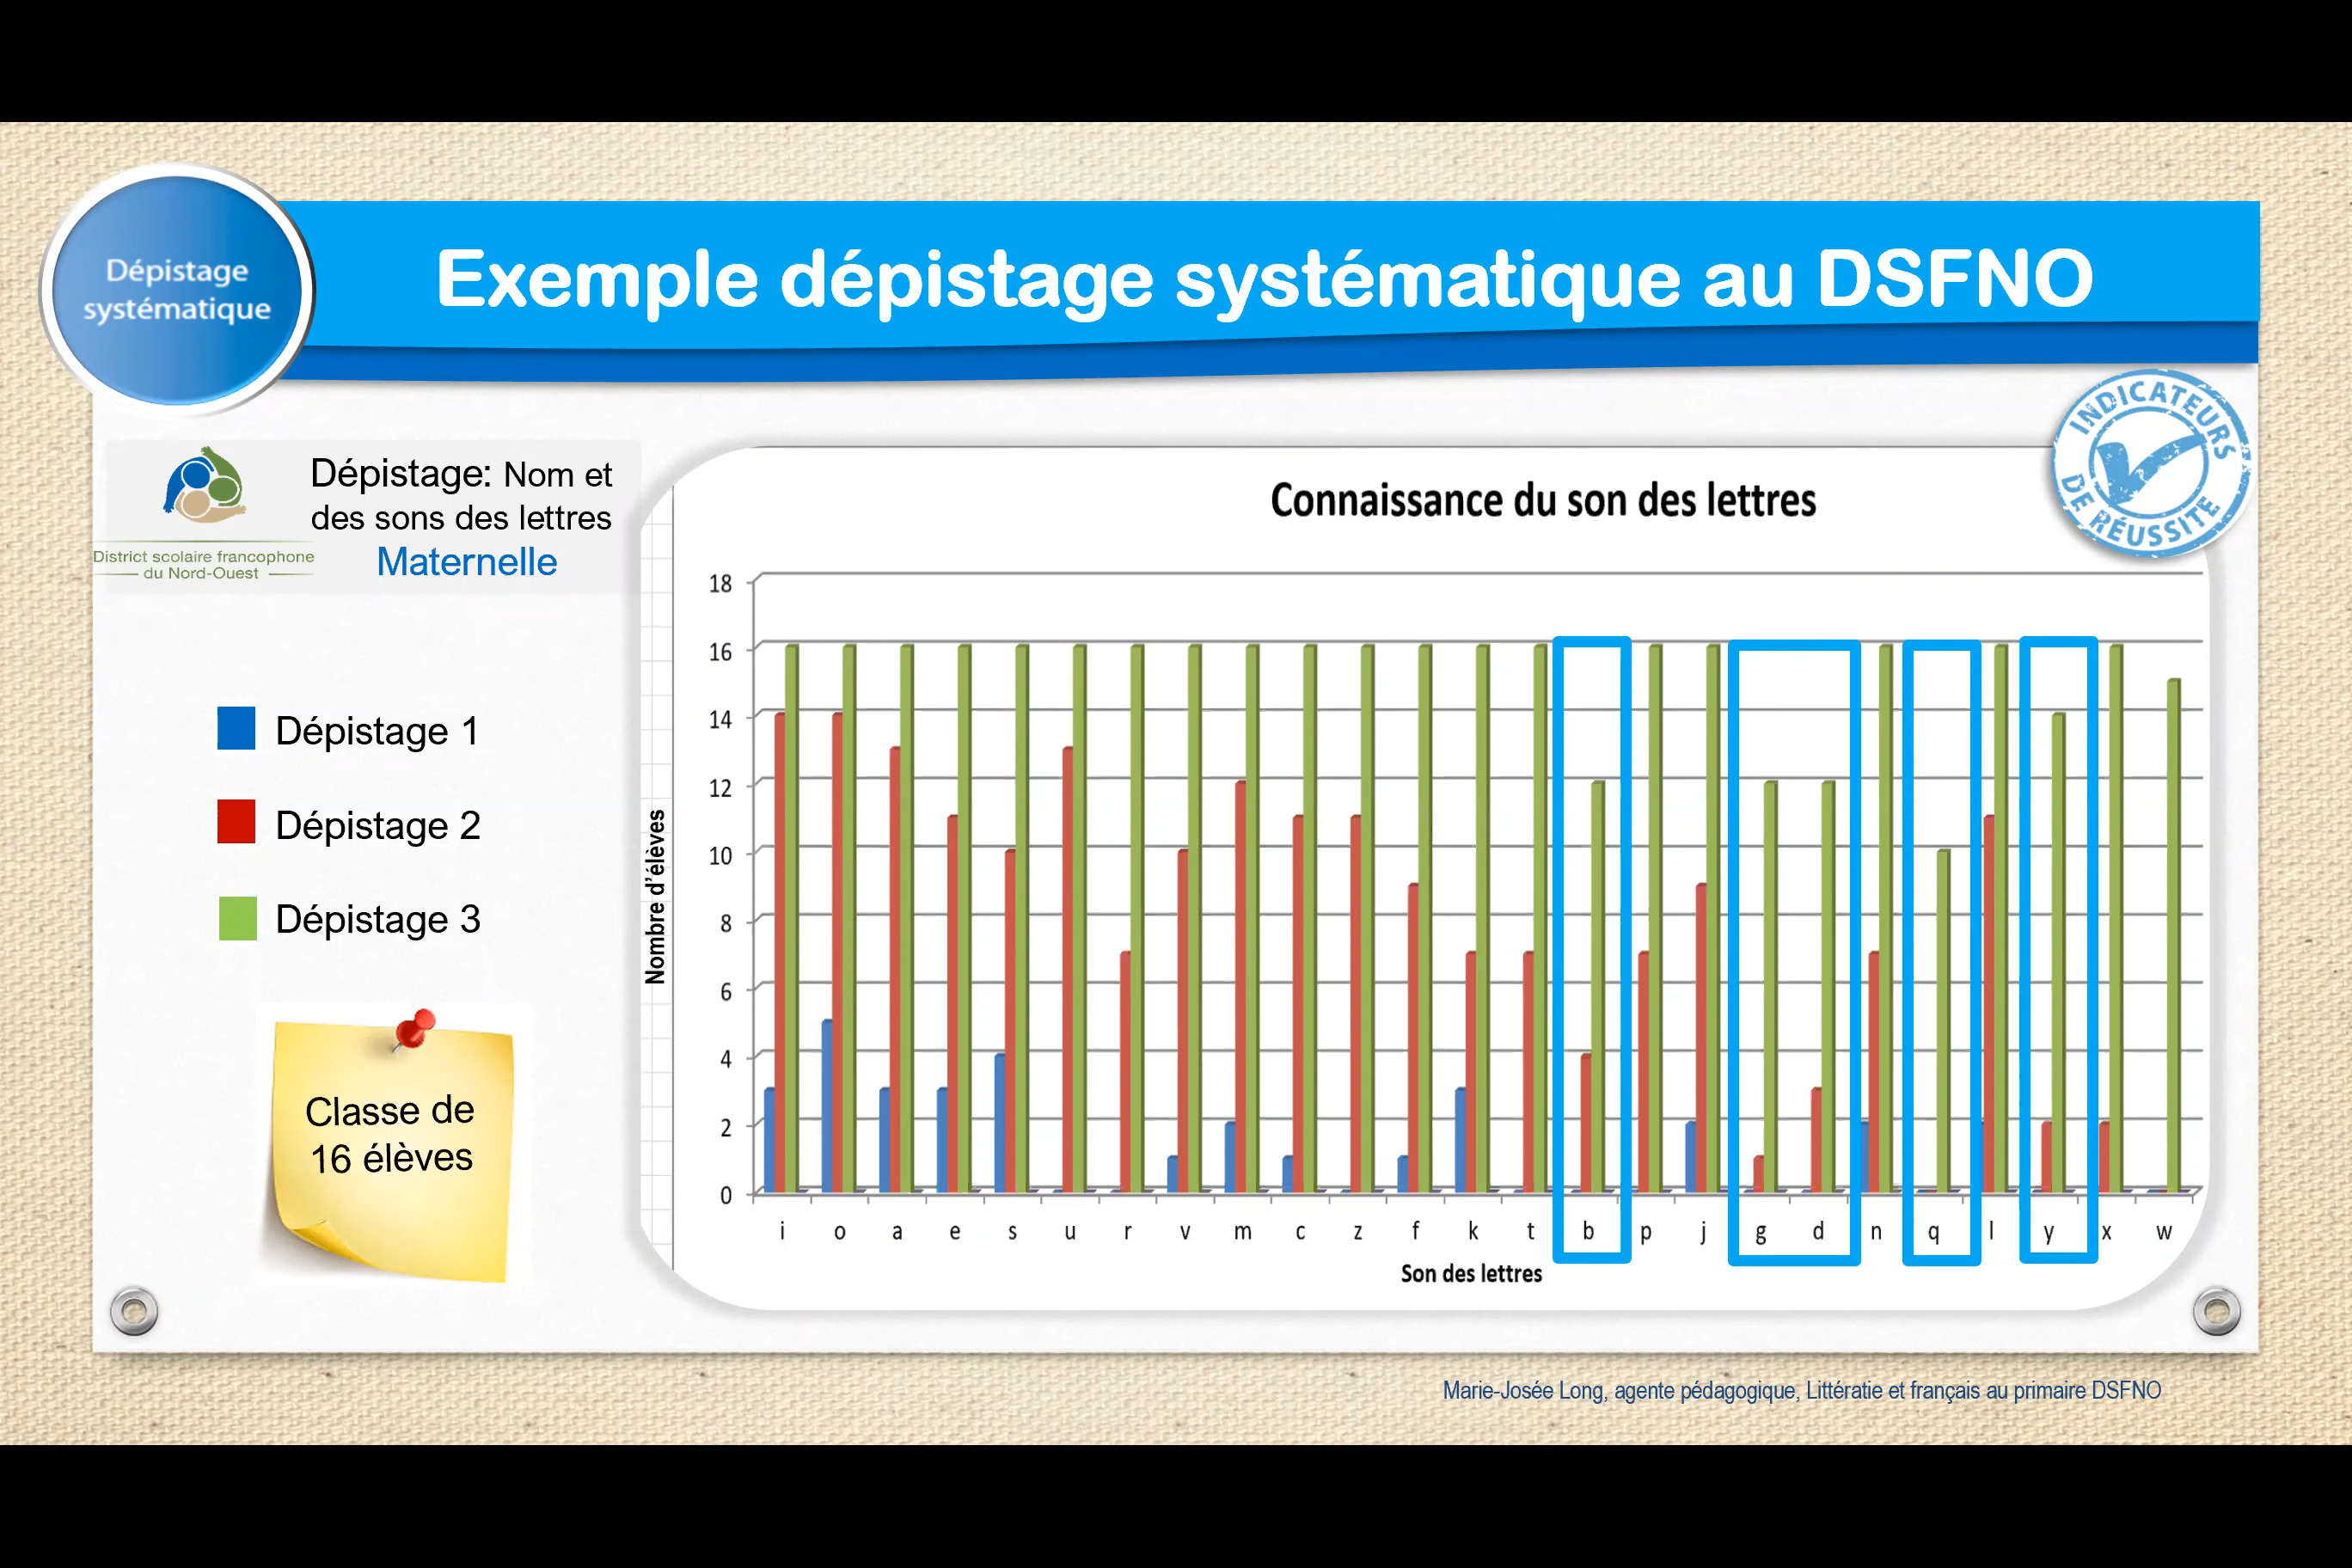 Dépistage
systématique
Exemple dépistage systématique au DSFNO
INDICATEURS
DE RÉUSSITE
District scolaire francophone
du Nord-Ouest
Dépistage: Nom et
des sons des lettres
Maternelle
Dépistage 1
Dépistage 2
Dépistage 3
Classe de
16 élèves
Connaissance du son des lettres
Nombre d'élèves
18
16
14
12
10
8
6
4
2
0
i o a e s u r v m c z f k t b p j g d n q l y x w
Son des lettres
Marie-Josée Long, agente pédagogique, Littératie et français au primaire DSFNO